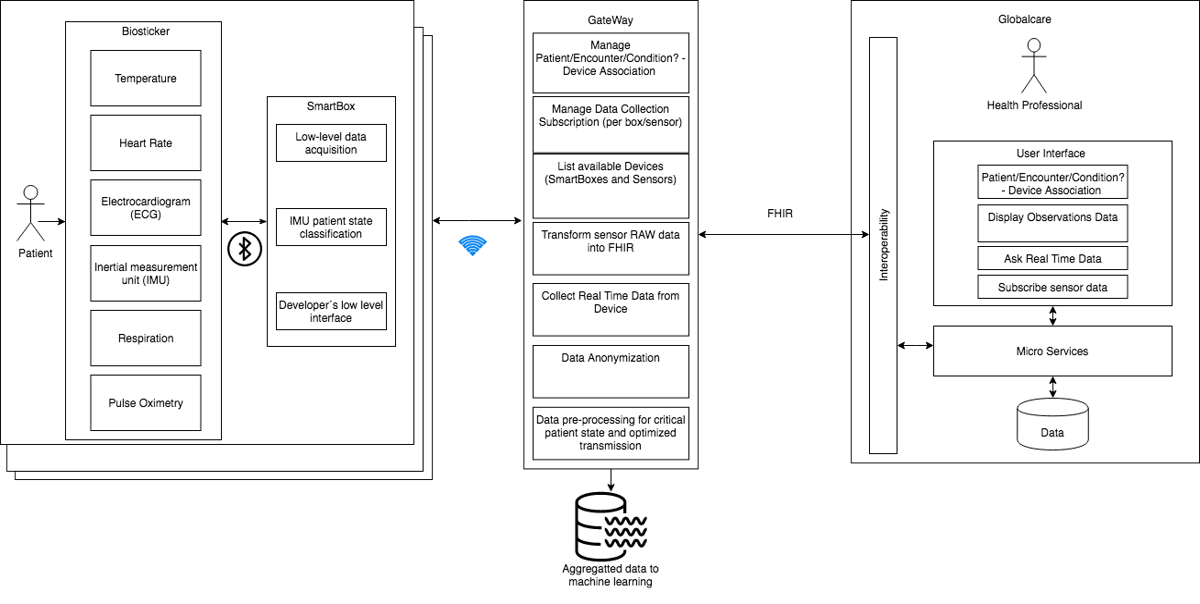 Biosticker
Temperature
Heart Rate
Electrocardiogram
(ECG)
Inertial measurement
unit (IMU)
Respiration
Pulse Oximetry
Patient
SmartBox
Low-level data
acquisition
IMU patient state
classification
Developer´s low level
interface
GateWay
Manage
Patient/Encounter/Condition? -
Device Association
Manage Data Collection
Subscription (per box/sensor)
List available Devices
(SmartBoxes and Sensors)
Transform sensor RAW data
into FHIR
Collect Real Time Data from
Device
Data Anonymization
Data pre-processing for critical
patient state and optimized
transmission
Aggregatted data to
machine learning
FHIR
Globalcare
Health Professional
Interoperability
User Interface
Patient/Encounter/Condition?
- Device Association
Display Observations Data
Ask Real Time Data
Subscribe sensor data
Micro Services
Data